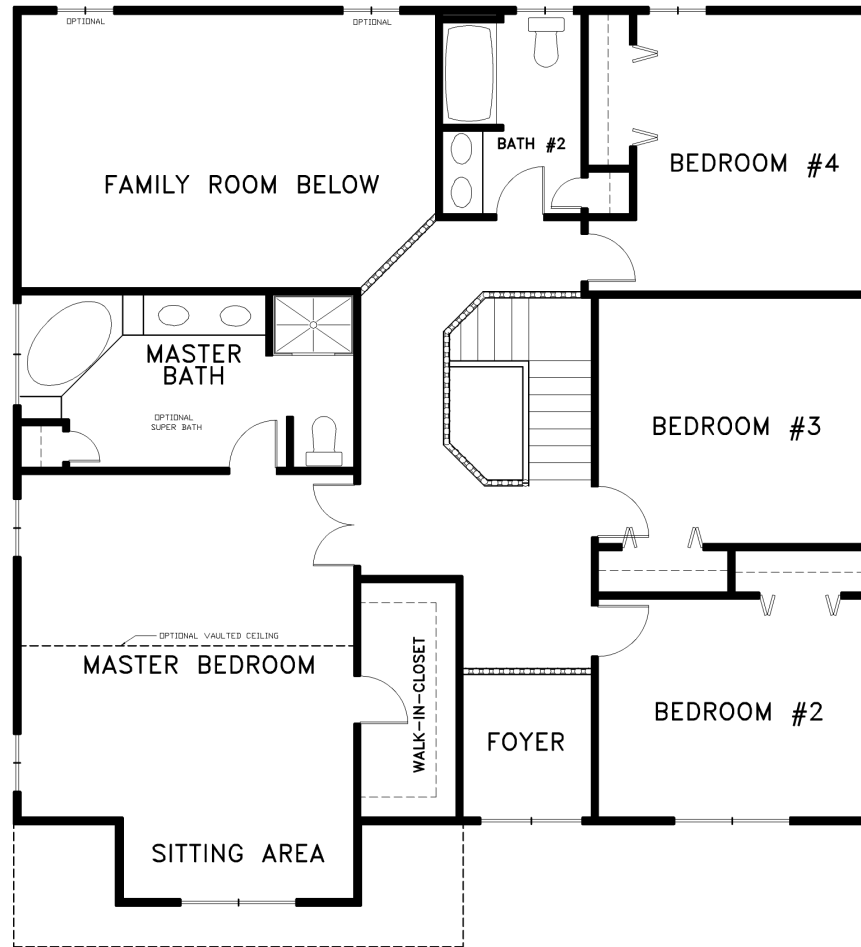 OPTIONAL
OPTIONAL
BATH #2
BEDROOM #4
FAMILY ROOM BELOW
MASTER
BATH
OPTIONAL
SUPER BATH
BEDROOM #3
OPTIONAL VAULTED CEILING
MASTER BEDROOM
WALK-IN-CLOSET
BEDROOM #2
FOYER
SITTING AREA